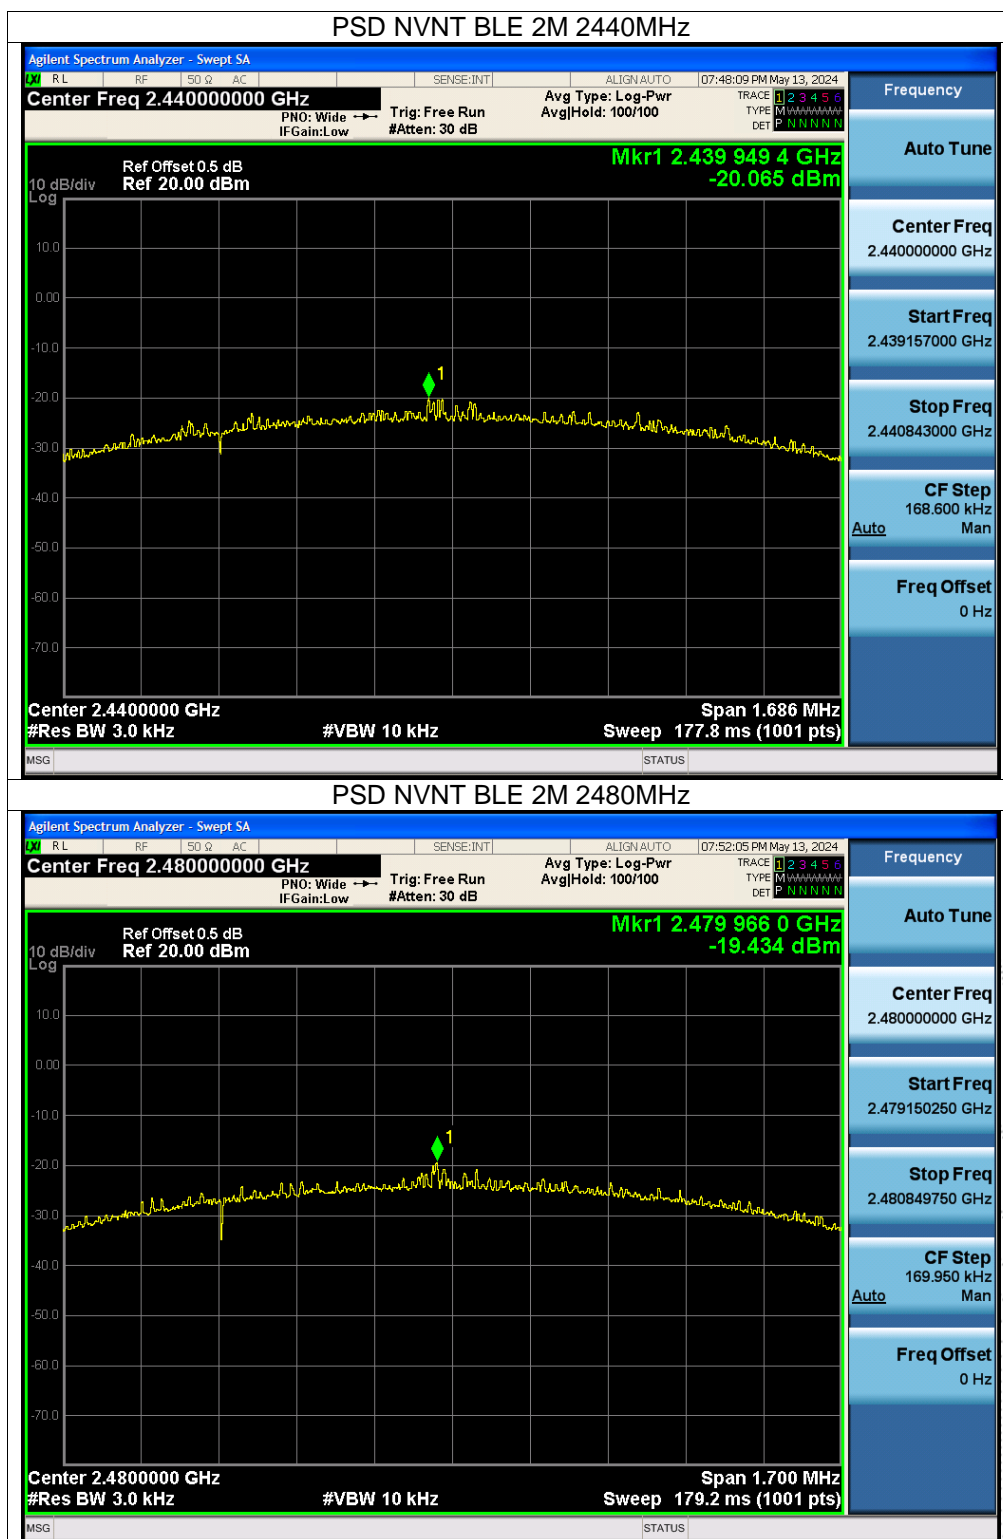 PSD NVNT BLE 2M 2440MHz
Agilent Spectrum Analyzer - Swept SA
LXI RL RF 50 Ω AC SENSE:INT ALIGN AUTO 07:48:09 PM May 13, 2024
Center Freq 2.440000000 GHz
PNO: Wide
IFGain:Low
Trig: Free Run
#Atten: 30 dB
Avg Type: Log-Pwr
Avg|Hold: 100/100
TRACE 1 2 3 4 5 6
TYPE M WWWWW
DET P N N N N N
Frequency
Auto Tune
Center Freq
2.440000000 GHz
Start Freq
2.439157000 GHz
Stop Freq
2.440843000 GHz
CF Step
168.600 kHz
Auto Man
Freq Offset
0 Hz
Mkr1 2.439 949 4 GHz
-20.065 dBm
Ref Offset 0.5 dB
10 dB/div Ref 20.00 dBm
Log
10.0
0.00
-10.0
1
-20.0
-30.0
-40.0
-50.0
-60.0
-70.0
Center 2.4400000 GHz Span 1.686 MHz
#Res BW 3.0 kHz #VBW 10 kHz Sweep 177.8 ms (1001 pts)
MSG STATUS
PSD NVNT BLE 2M 2480MHz
Agilent Spectrum Analyzer - Swept SA
LXI RL RF 50 Ω AC SENSE:INT ALIGN AUTO 07:52:05 PM May 13, 2024
Center Freq 2.480000000 GHz
PNO: Wide
IFGain:Low
Trig: Free Run
#Atten: 30 dB
Avg Type: Log-Pwr
Avg|Hold: 100/100
TRACE 1 2 3 4 5 6
TYPE M WWWWW
DET P N N N N N
Frequency
Auto Tune
Center Freq
2.480000000 GHz
Start Freq
2.479150250 GHz
Stop Freq
2.480849750 GHz
CF Step
169.950 kHz
Auto Man
Freq Offset
0 Hz
Mkr1 2.479 966 0 GHz
-19.434 dBm
Ref Offset 0.5 dB
10 dB/div Ref 20.00 dBm
Log
10.0
0.00
-10.0
1
-20.0
-30.0
-40.0
-50.0
-60.0
-70.0
Center 2.4800000 GHz Span 1.700 MHz
#Res BW 3.0 kHz #VBW 10 kHz Sweep 179.2 ms (1001 pts)
MSG STATUS